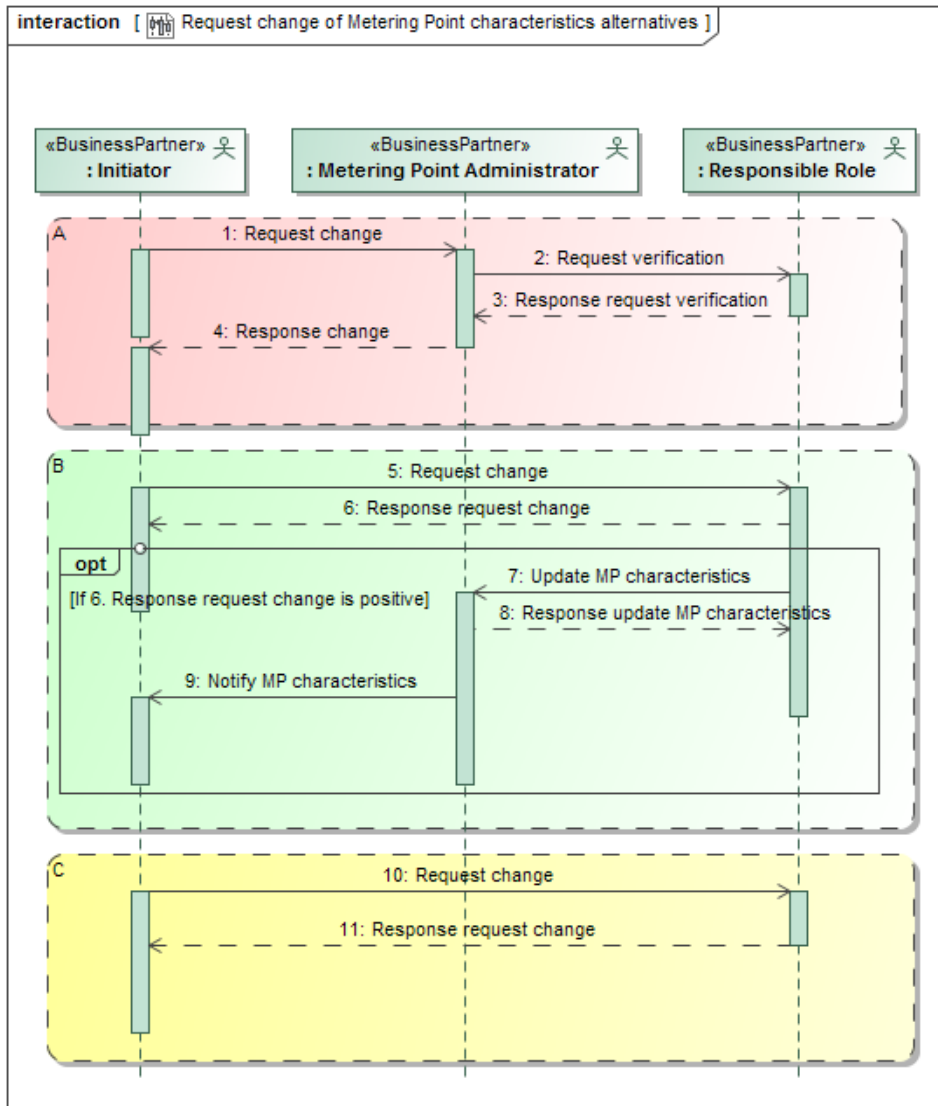 interaction [ Request change of Metering Point characteristics alternatives ]
«BusinessPartner»
: Initiator
«BusinessPartner»
: Metering Point Administrator
«BusinessPartner»
: Responsible Role
A
1: Request change
2: Request verification
3: Response request verification
4: Response change
B
5: Request change
6: Response request change
opt
7: Update MP characteristics
[If 6. Response request change is positive]
8: Response update MP characteristics
9: Notify MP characteristics
C
10: Request change
11: Response request change